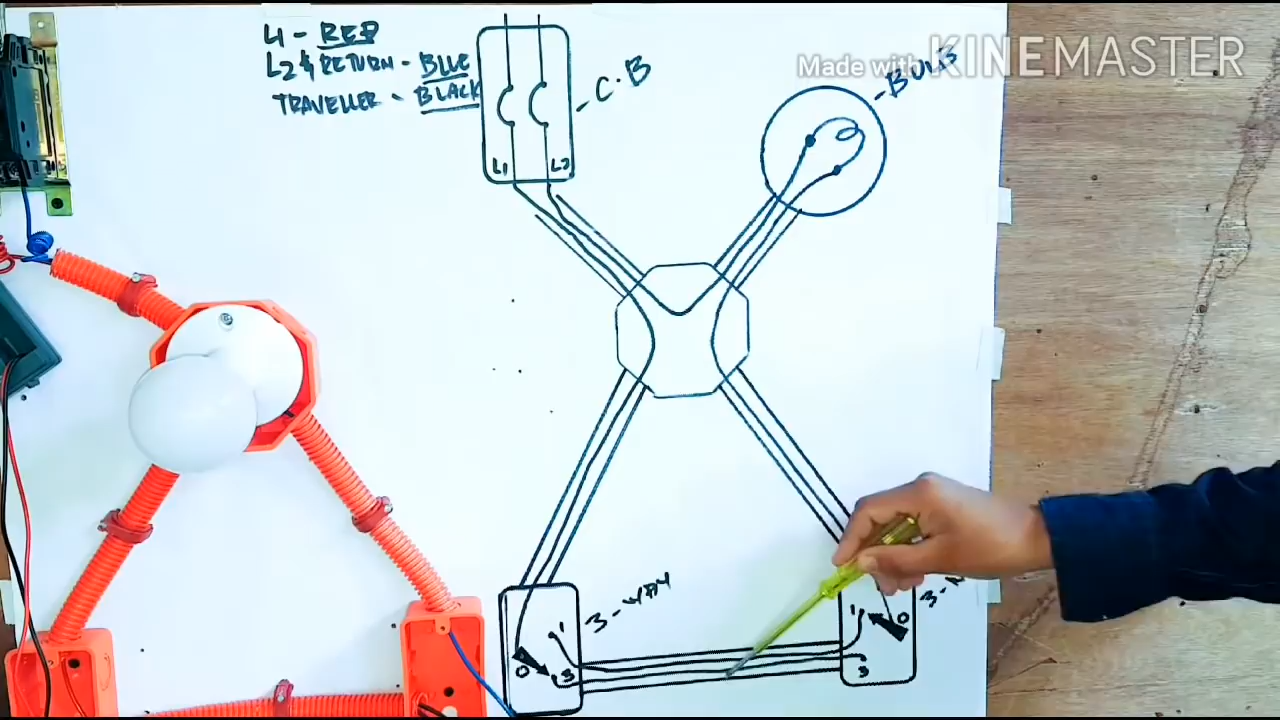 L1 - RED
L2 & RETURN - BLUE
TRAVELLER - BLACK
- C.B
L1 L2
Made with KINEMASTER
- BULB
3-WAY
1
0
3
1
0
3